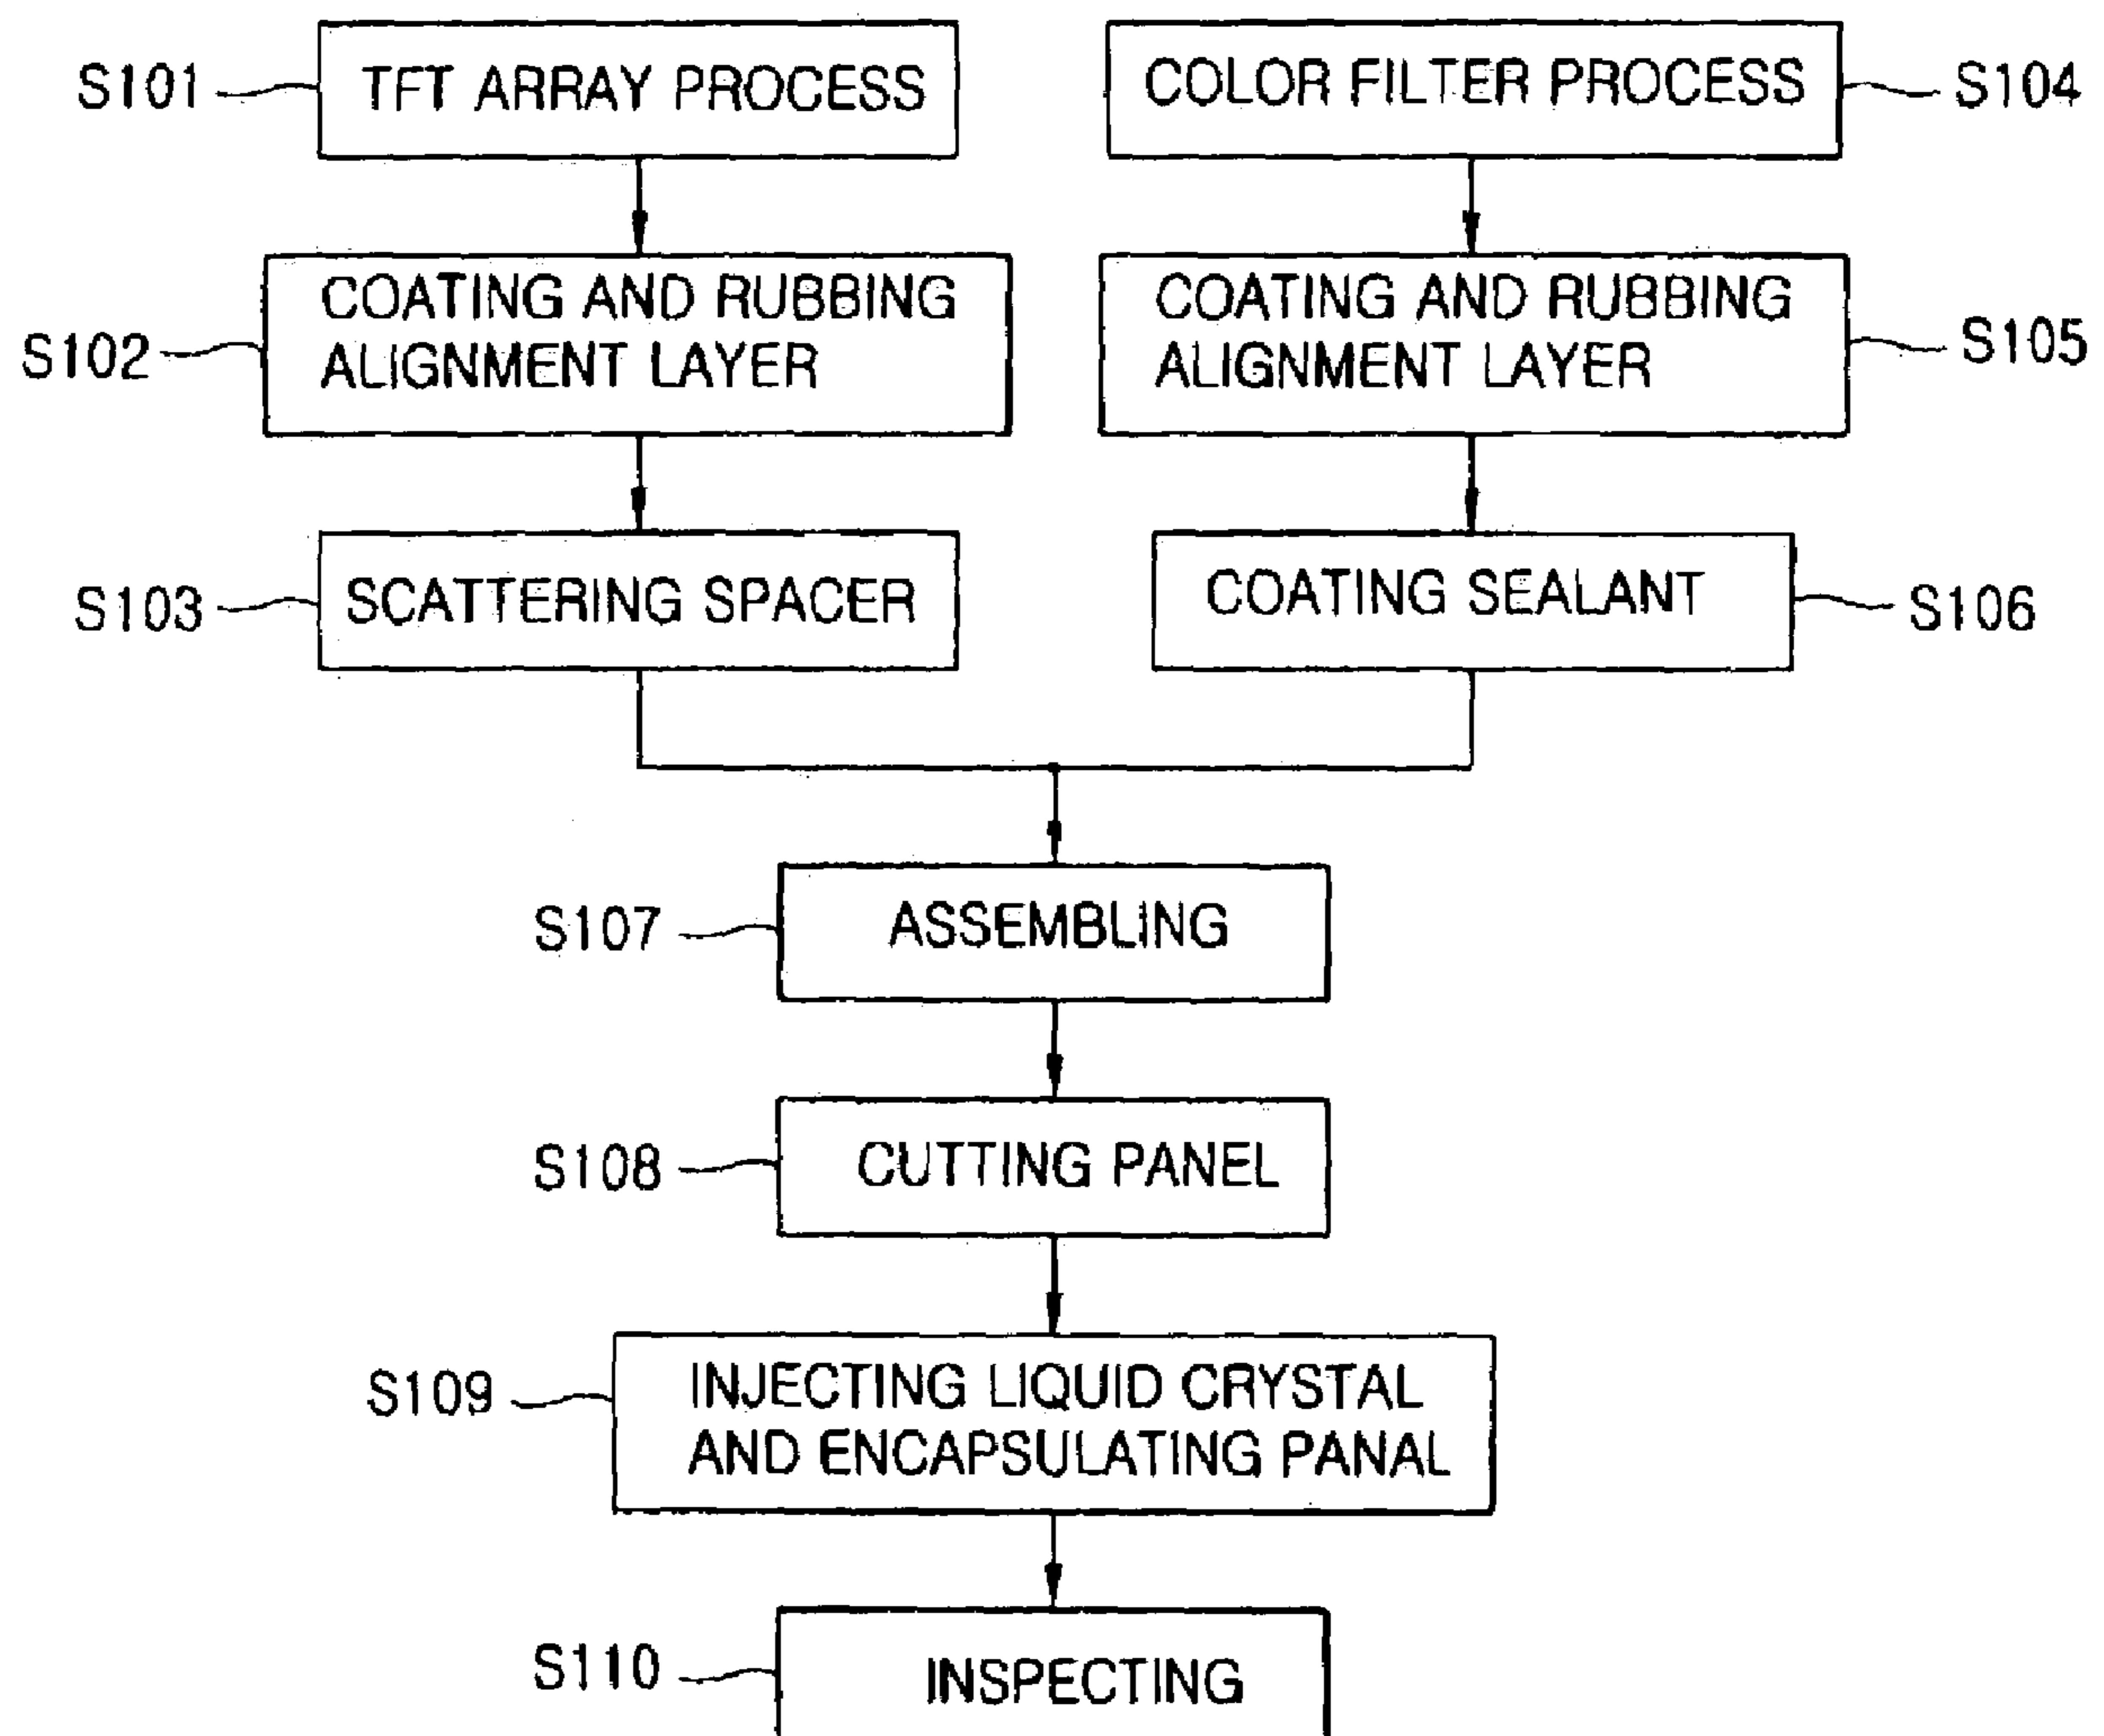 S101
TFT ARRAY PROCESS
COLOR FILTER PROCESS
S104
S102
COATING AND RUBBING
ALIGNMENT LAYER
COATING AND RUBBING
ALIGNMENT LAYER
S105
S103
SCATTERING SPACER
COATING SEALANT
S106
S107
ASSEMBLING
S108
CUTTING PANEL
S109
INJECTING LIQUID CRYSTAL
AND ENCAPSULATING PANAL
S110
INSPECTING